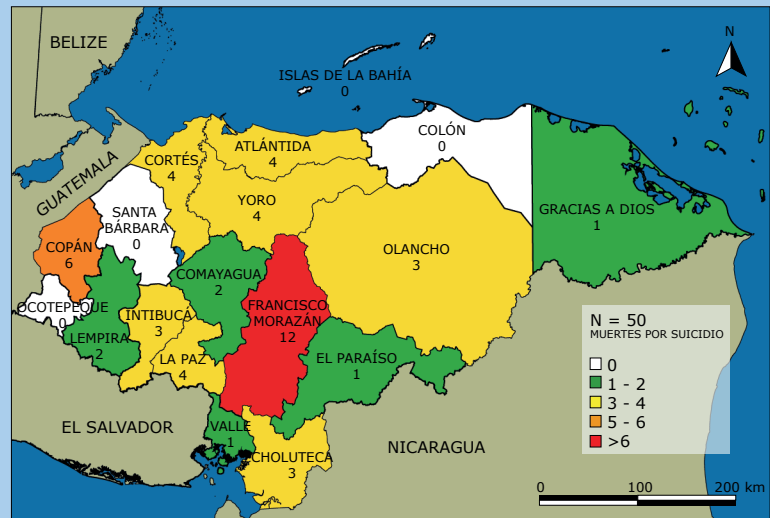 BELIZE
N
ISLAS DE LA BAHÍA
0
GUATEMALA
CORTÉS
4
ATLÁNTIDA
4
COLÓN
0
SANTA
BÁRBARA
0
YORO
4
GRACIAS A DIOS
1
COPÁN
6
COMAYAGUA
2
OLANCHO
3
OCOTEPEQUE
0
LEMPIRA
2
INTIBUCÁ
3
FRANCISCO
MORAZÁN
12
LA PAZ
4
EL PARAÍSO
1
EL SALVADOR
VALLE
1
CHOLUTECA
3
NICARAGUA
N = 50
MUERTES POR SUICIDIO
0
1 - 2
3 - 4
5 - 6
>6
0 100 200 km